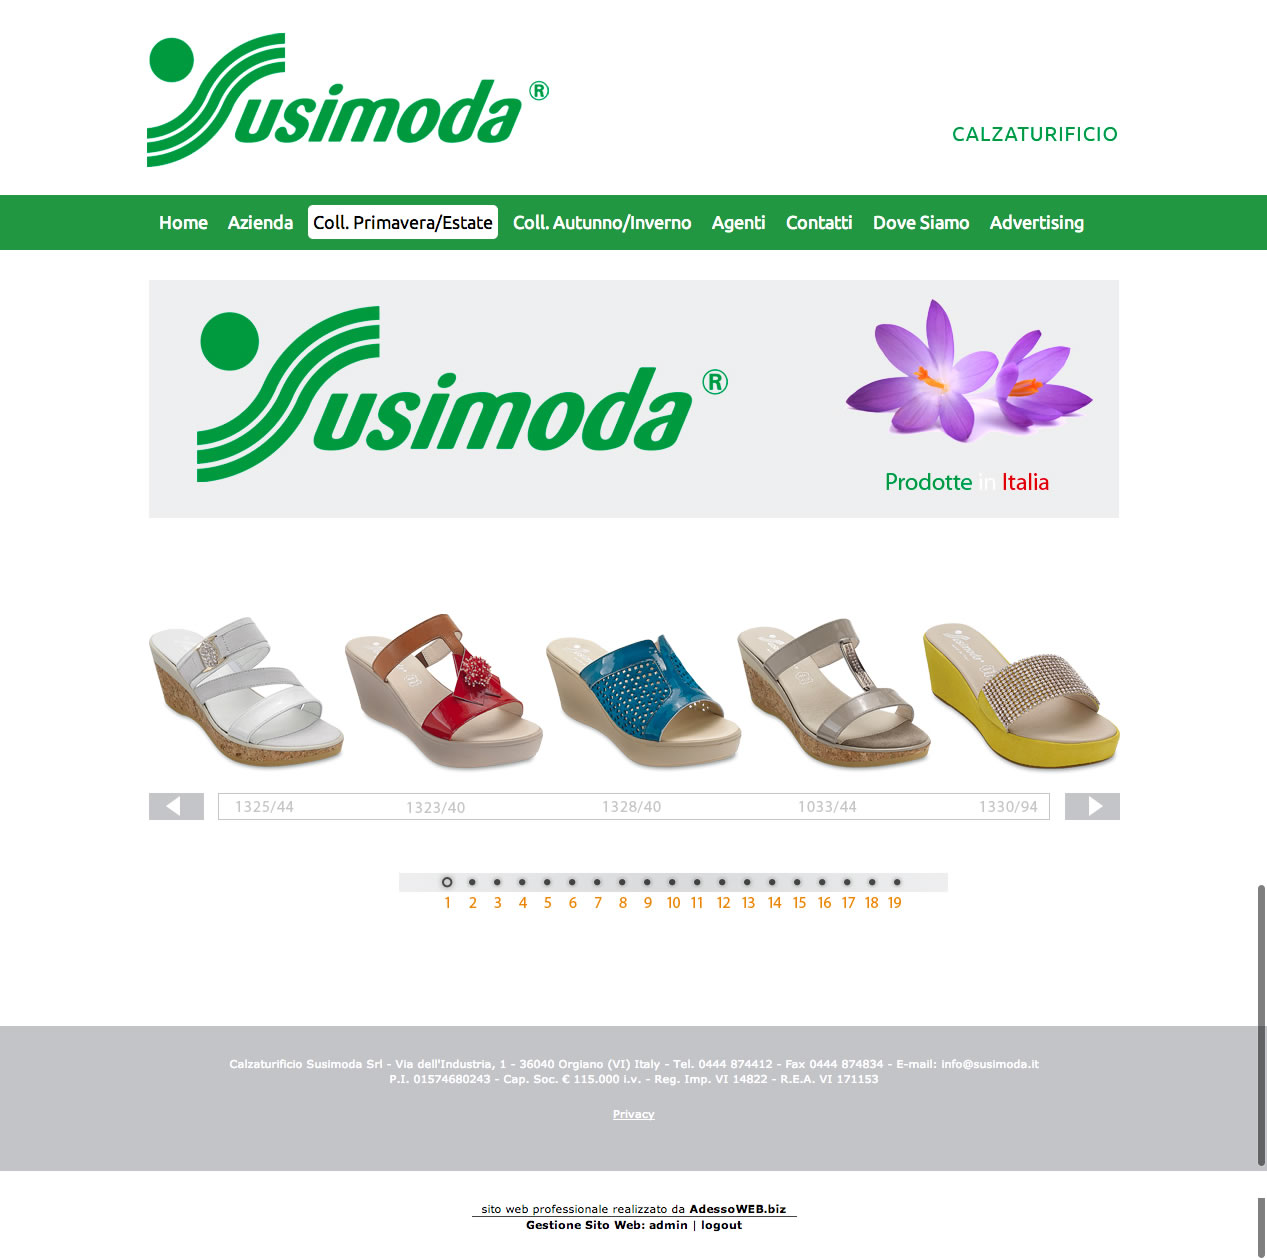 Susimoda ®
CALZATURIFICIO
Home Azienda Coll. Primavera/Estate Coll. Autunno/Inverno Agenti Contatti Dove Siamo Advertising
Susimoda ®
Prodotte in Italia
1325/44 1323/40 1328/40 1033/44 1330/94
1 2 3 4 5 6 7 8 9 10 11 12 13 14 15 16 17 18 19
Calzaturificio Susimoda Srl - Via dell'Industria, 1 - 36040 Orgiano (VI) Italy - Tel. 0444 874412 - Fax 0444 874834 - E-mail: info@susimoda.it
P.I. 01574680243 - Cap. Soc. € 115.000 i.v. - Reg. Imp. VI 14822 - R.E.A. VI 171153
Privacy
sito web professionale realizzato da AdessoWEB.biz
Gestione Sito Web: admin | logout